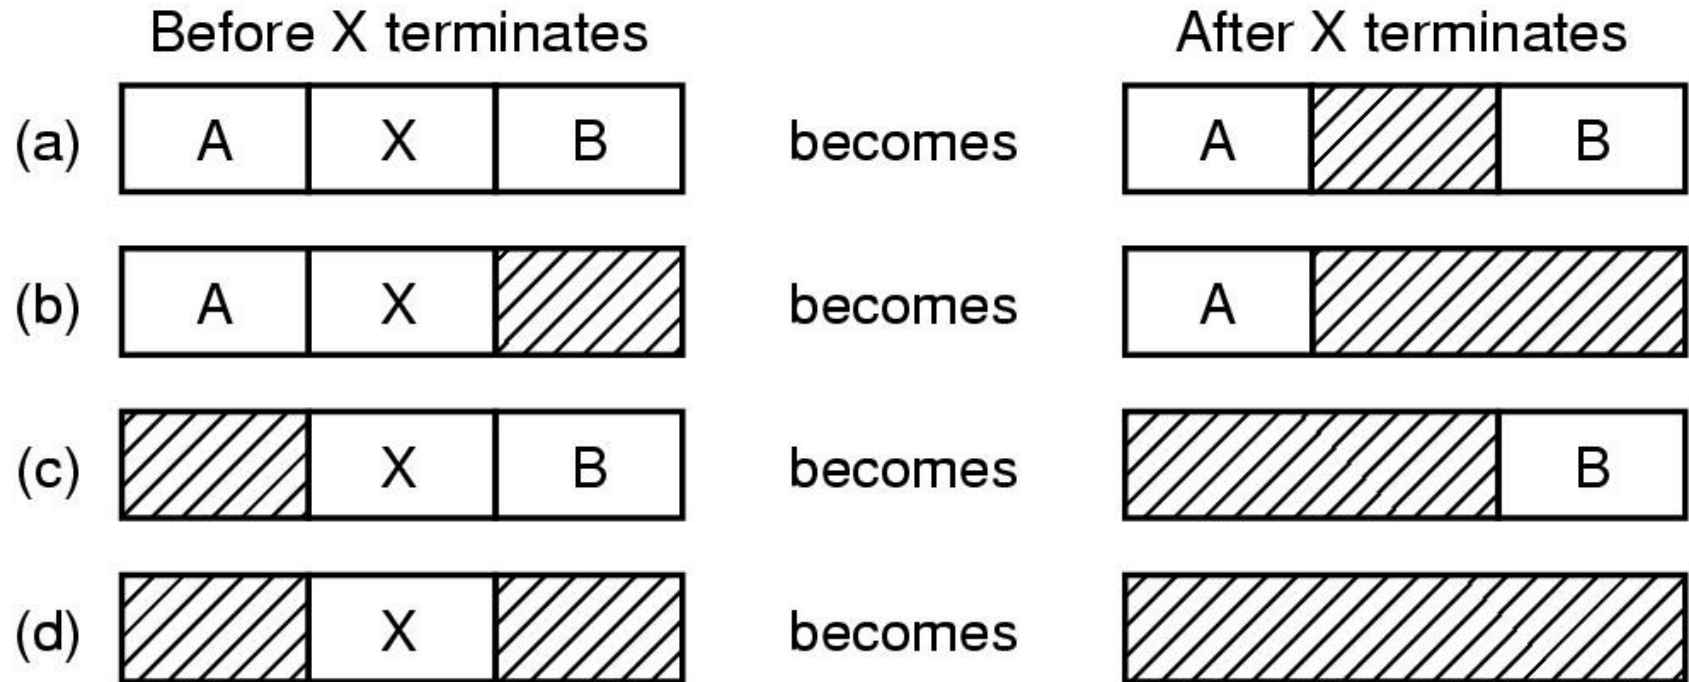 Before X terminates After X terminates
(a) A X B becomes A B
(b) A X becomes A
(c) X B becomes B
(d) X becomes